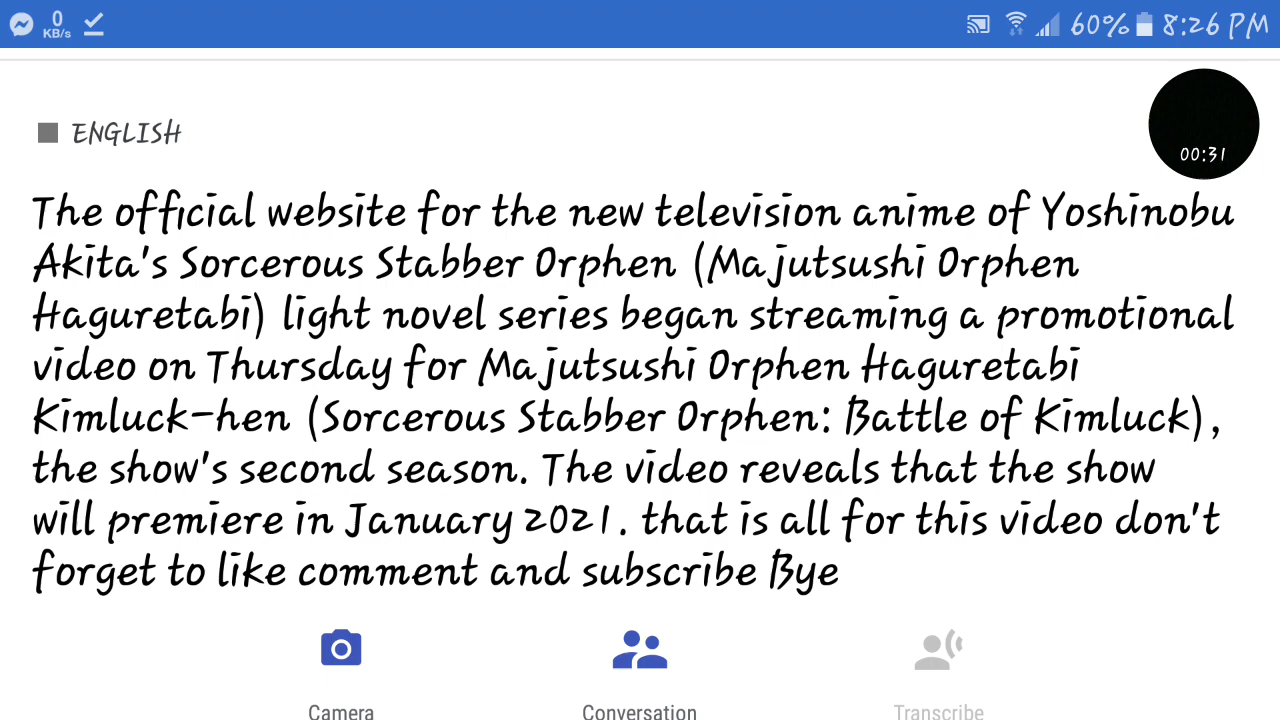 0
KB/s
60% 8:26 PM
00:31
ENGLISH
The official website for the new television anime of Yoshinobu
Akita's Sorcerous Stabber Orphen (Majutsushi Orphen
Haguretabi) light novel series began streaming a promotional
video on Thursday for Majutsushi Orphen Haguretabi
Kimluck-hen (Sorcerous Stabber Orphen: Battle of Kimluck),
the show's second season. The video reveals that the show
will premiere in January 2021. that is all for this video don't
forget to like comment and subscribe Bye
Camera Conversation Transcribe